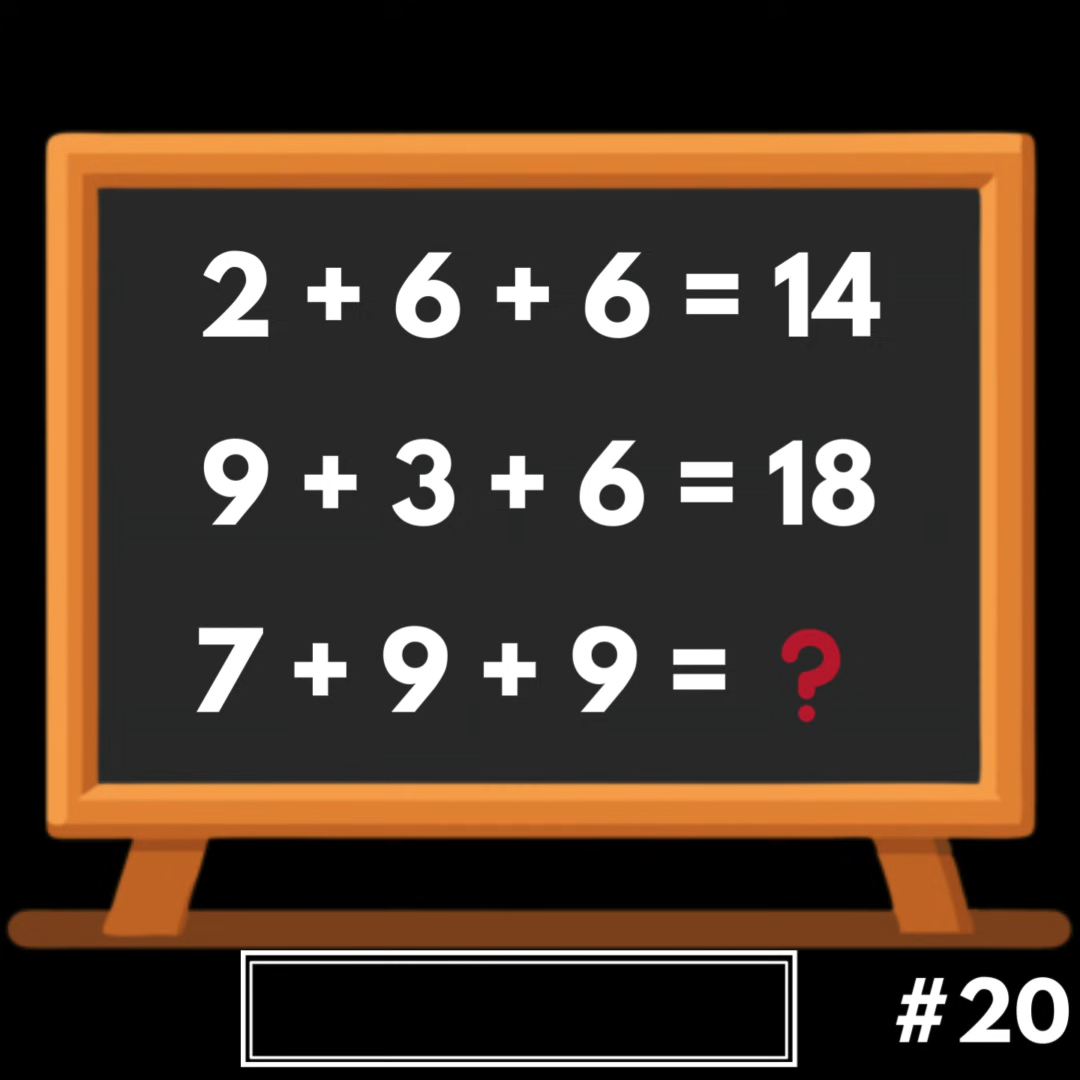 2 + 6 + 6 = 14
9 + 3 + 6 = 18
7 + 9 + 9 = ?
#20